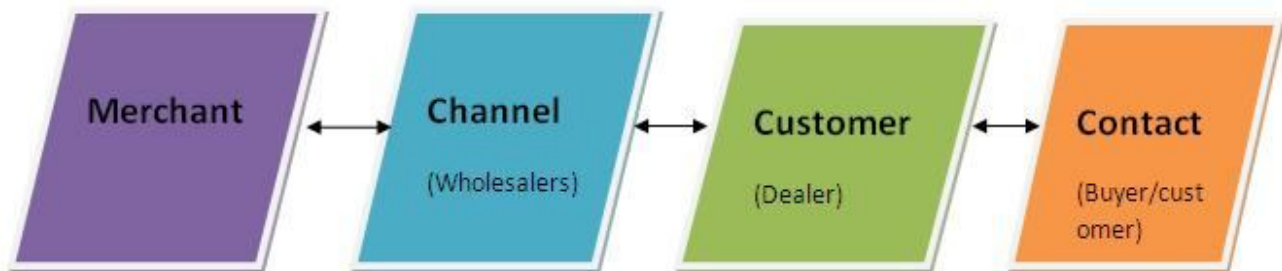 Merchant
Channel
(Wholesalers)
Customer
(Dealer)
Contact
(Buyer/cust
omer)